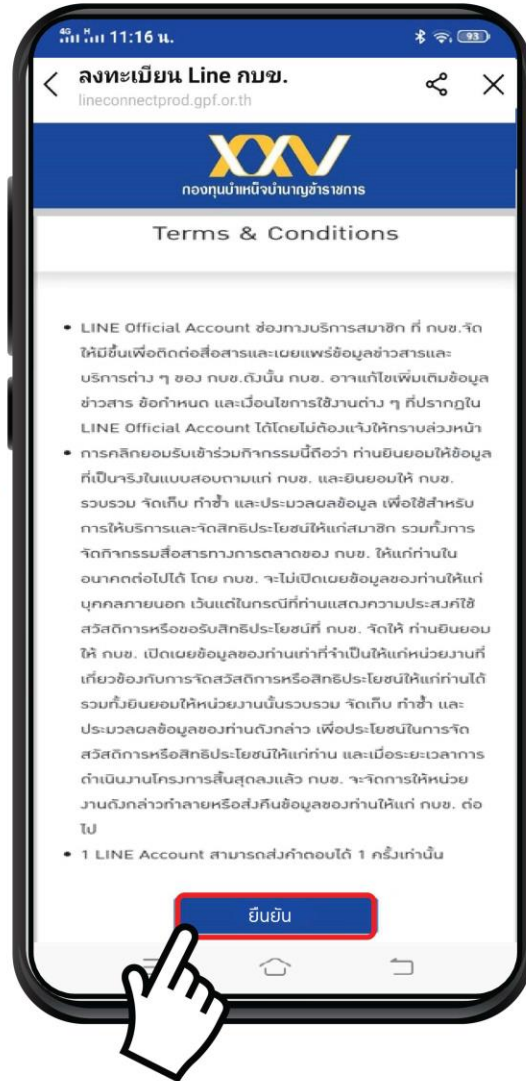 4G H 11:16 น. 93
ลงทะเบียน Line กบข.
lineconnectprod.gpf.or.th
กองทุนบำเหน็จบำนาญข้าราชการ
Terms & Conditions
• LINE Official Account ช่องทางบริการสมาชิก ที่ กบข.จัด
ให้มีขึ้นเพื่อติดต่อสื่อสารและเผยแพร่ข้อมูลข่าวสารและ
บริการต่าง ๆ ของ กบข.ดังนั้น กบข. อาจแก้ไขเพิ่มเติมข้อมูล
ข่าวสาร ข้อกำหนด และเงื่อนไขการใช้งานต่าง ๆ ที่ปรากฏใน
LINE Official Account ได้โดยไม่ต้องแจ้งให้ทราบล่วงหน้า
• การคลิกยอมรับเข้าร่วมกิจกรรมนี้ถือว่า ท่านยินยอมให้ข้อมูล
ที่เป็นจริงในแบบสอบถามแก่ กบข. และยินยอมให้ กบข.
รวบรวม จัดเก็บ ทำซ้ำ และประมวลผลข้อมูล เพื่อใช้สำหรับ
การให้บริการและจัดสิทธิประโยชน์ให้แก่สมาชิก รวมทั้งการ
จัดกิจกรรมสื่อสารทางการตลาดของ กบข. ให้แก่ท่านใน
อนาคตต่อไปได้ โดย กบข. จะไม่เปิดเผยข้อมูลของท่านให้แก่
บุคคลภายนอก เว้นแต่ในกรณีที่ท่านแสดงความประสงค์ใช้
สวัสดิการหรือขอรับสิทธิประโยชน์ที่ กบข. จัดให้ ท่านยินยอม
ให้ กบข. เปิดเผยข้อมูลของท่านเท่าที่จำเป็นให้แก่หน่วยงานที่
เกี่ยวข้องกับการจัดสวัสดิการหรือสิทธิประโยชน์ให้แก่ท่านได้
รวมทั้งยินยอมให้หน่วยงานนั้นรวบรวม จัดเก็บ ทำซ้ำ และ
ประมวลผลข้อมูลของท่านดังกล่าว เพื่อประโยชน์ในการจัด
สวัสดิการหรือสิทธิประโยชน์ให้แก่ท่าน และเมื่อระยะเวลาการ
ดำเนินงานโครงการสิ้นสุดลงแล้ว กบข. จะจัดการให้หน่วย
งานดังกล่าวทำลายหรือส่งคืนข้อมูลของท่านให้แก่ กบข. ต่อ
ไป
• 1 LINE Account สามารถส่งคำตอบได้ 1 ครั้งเท่านั้น
ยืนยัน